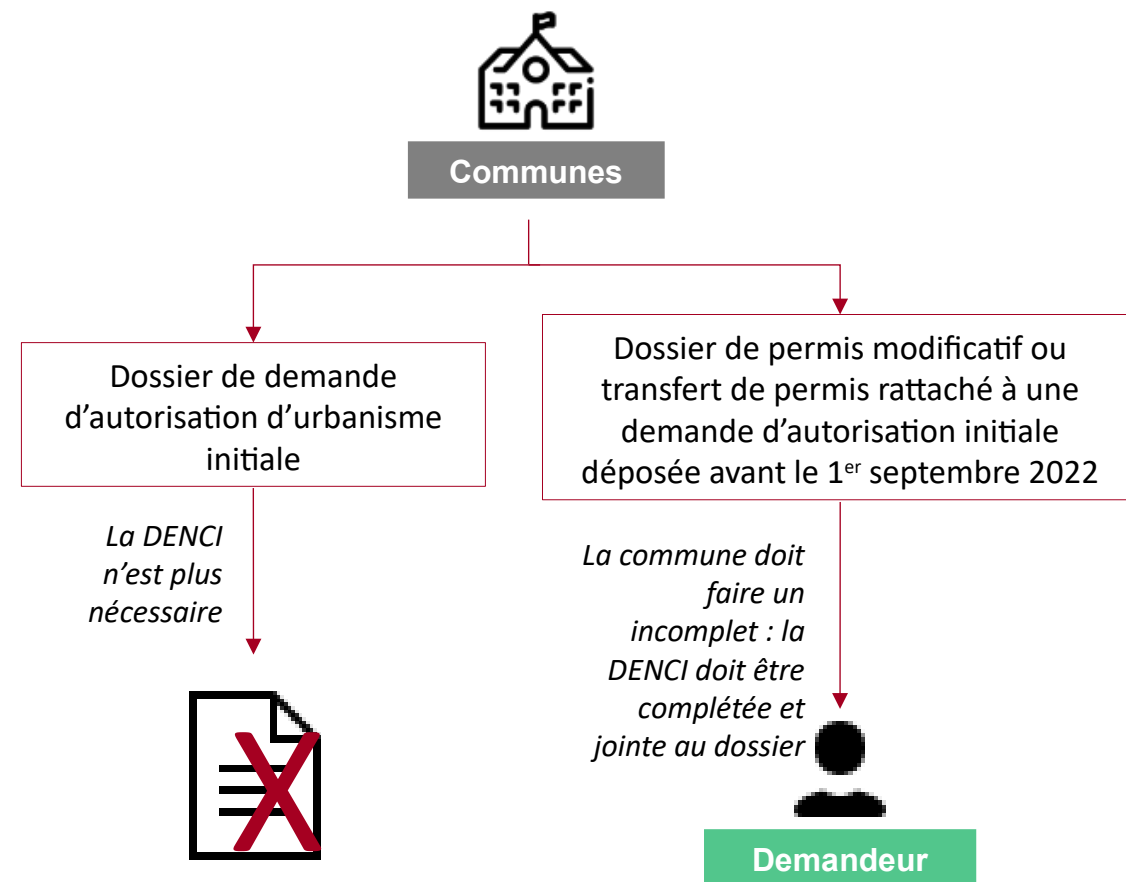 Communes
Dossier de demande
d’autorisation d’urbanisme
initiale
Dossier de permis modificatif ou
transfert de permis rattaché à une
demande d’autorisation initiale
déposée avant le 1er septembre 2022
La DENCI
n’est plus
nécessaire
La commune doit
faire un
incomplet : la
DENCI doit être
complétée et
jointe au dossier
Demandeur